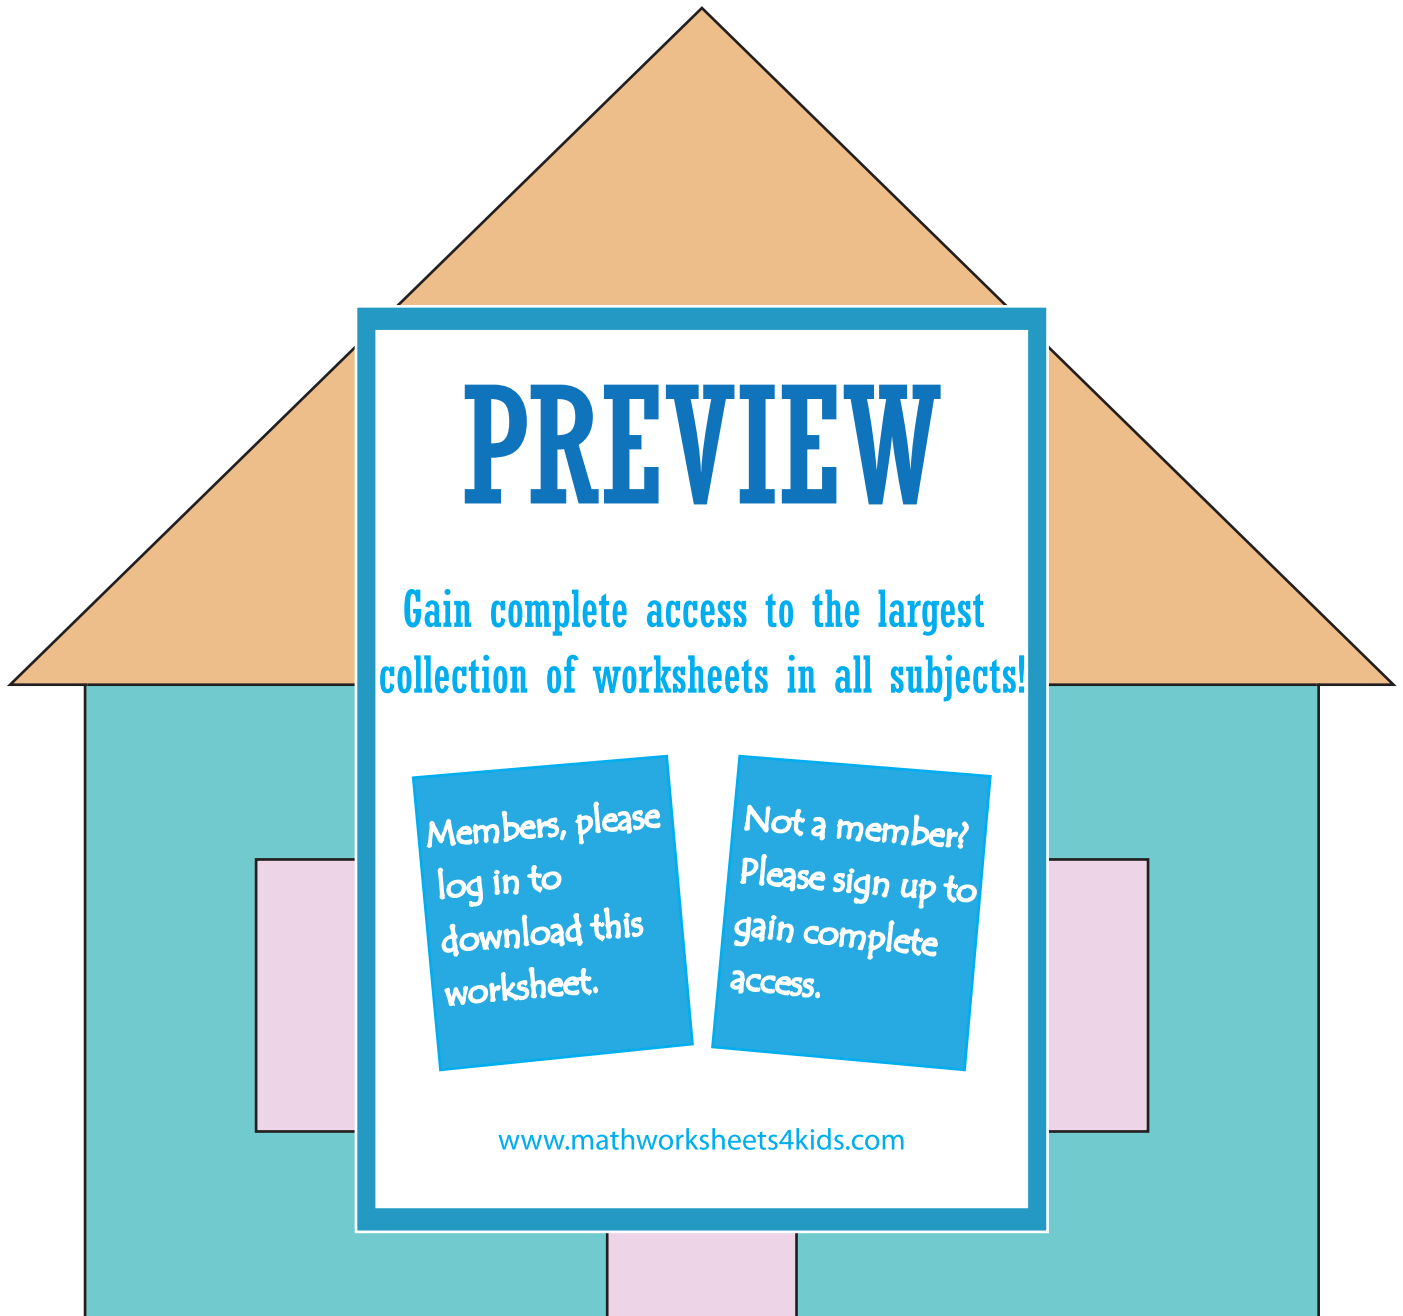 PREVIEW
Gain complete access to the largest
collection of worksheets in all subjects!
Members, please
log in to
download this
worksheet.
Not a member?
Please sign up to
gain complete
access.
www.mathworksheets4kids.com